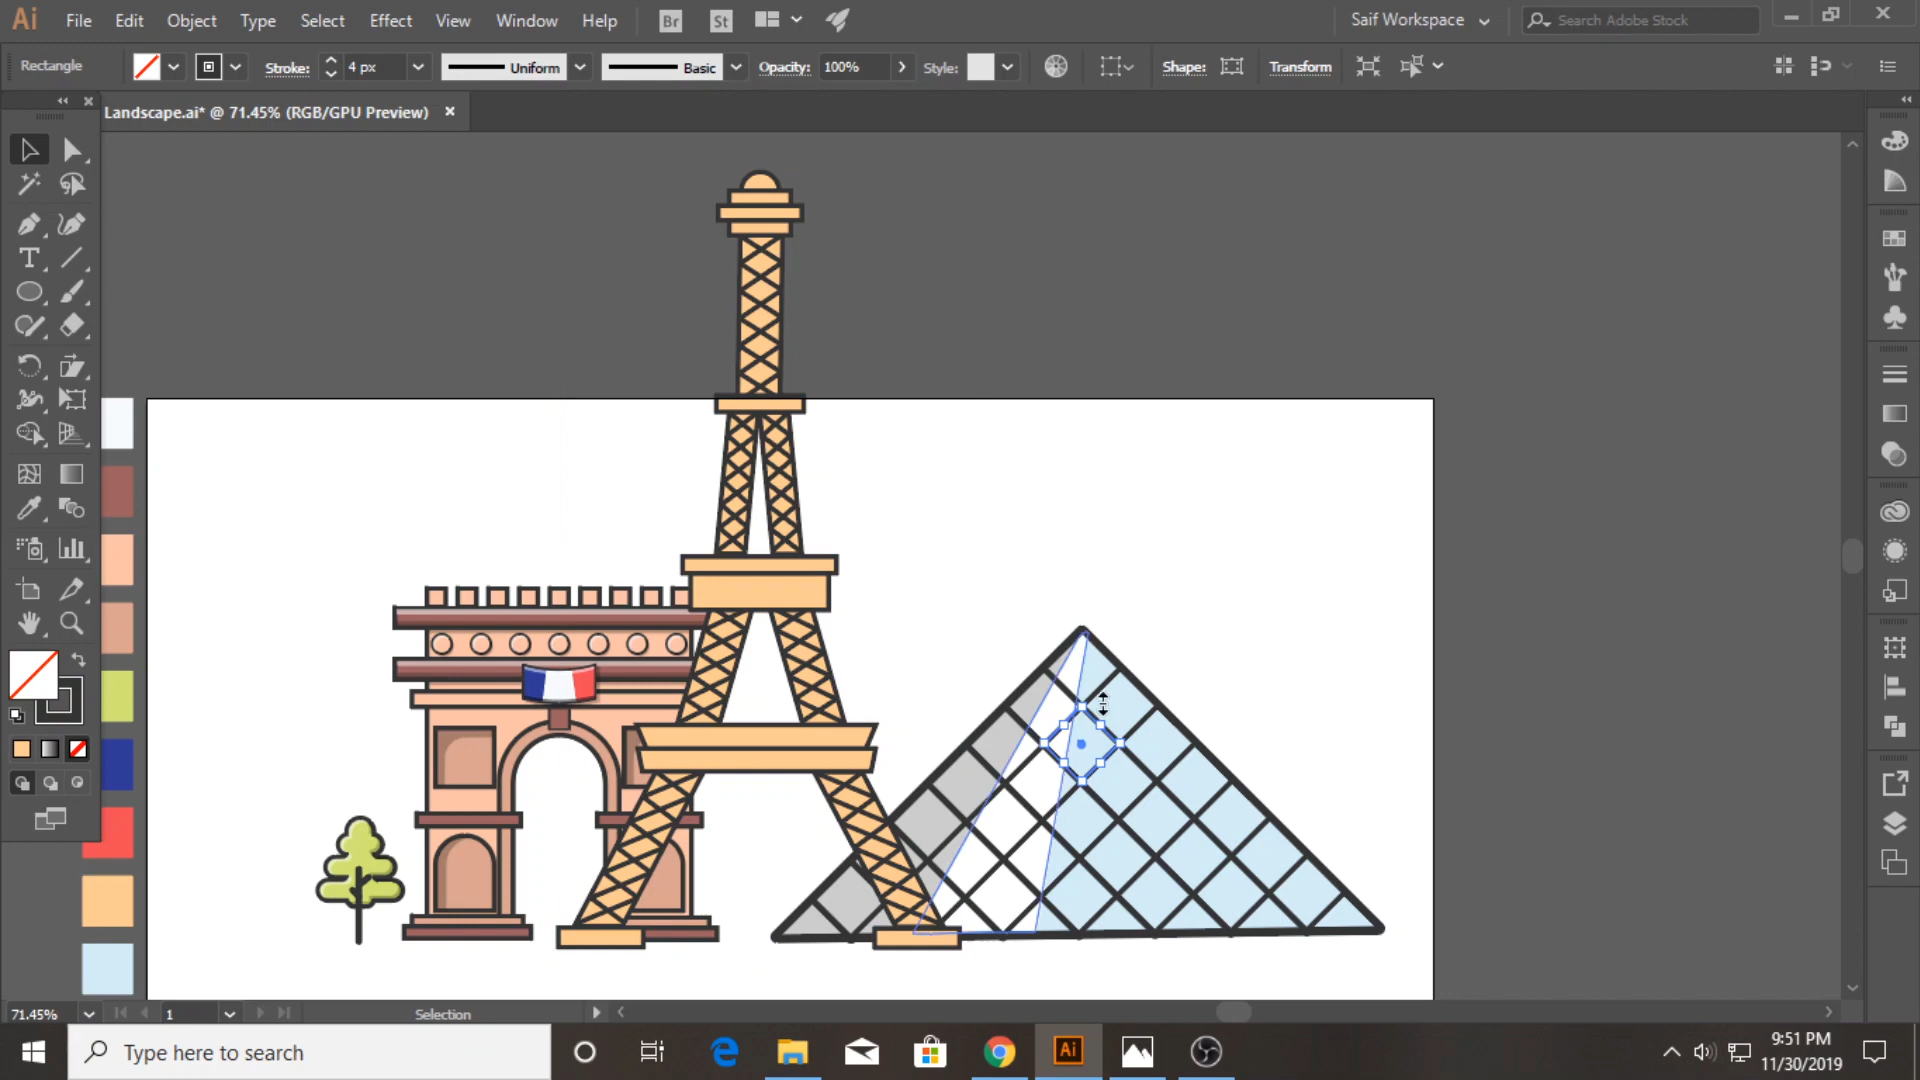 Ai File Edit Object Type Select Effect View Window Help Br St Saif Workspace Search Adobe Stock
Rectangle Stroke: 4 px Uniform Basic Opacity: 100% Style: Shape: Transform
Landscape.ai* @ 71.45% (RGB/GPU Preview)
71.45% 1 Selection
Type here to search Ai 9:51 PM
11/30/2019